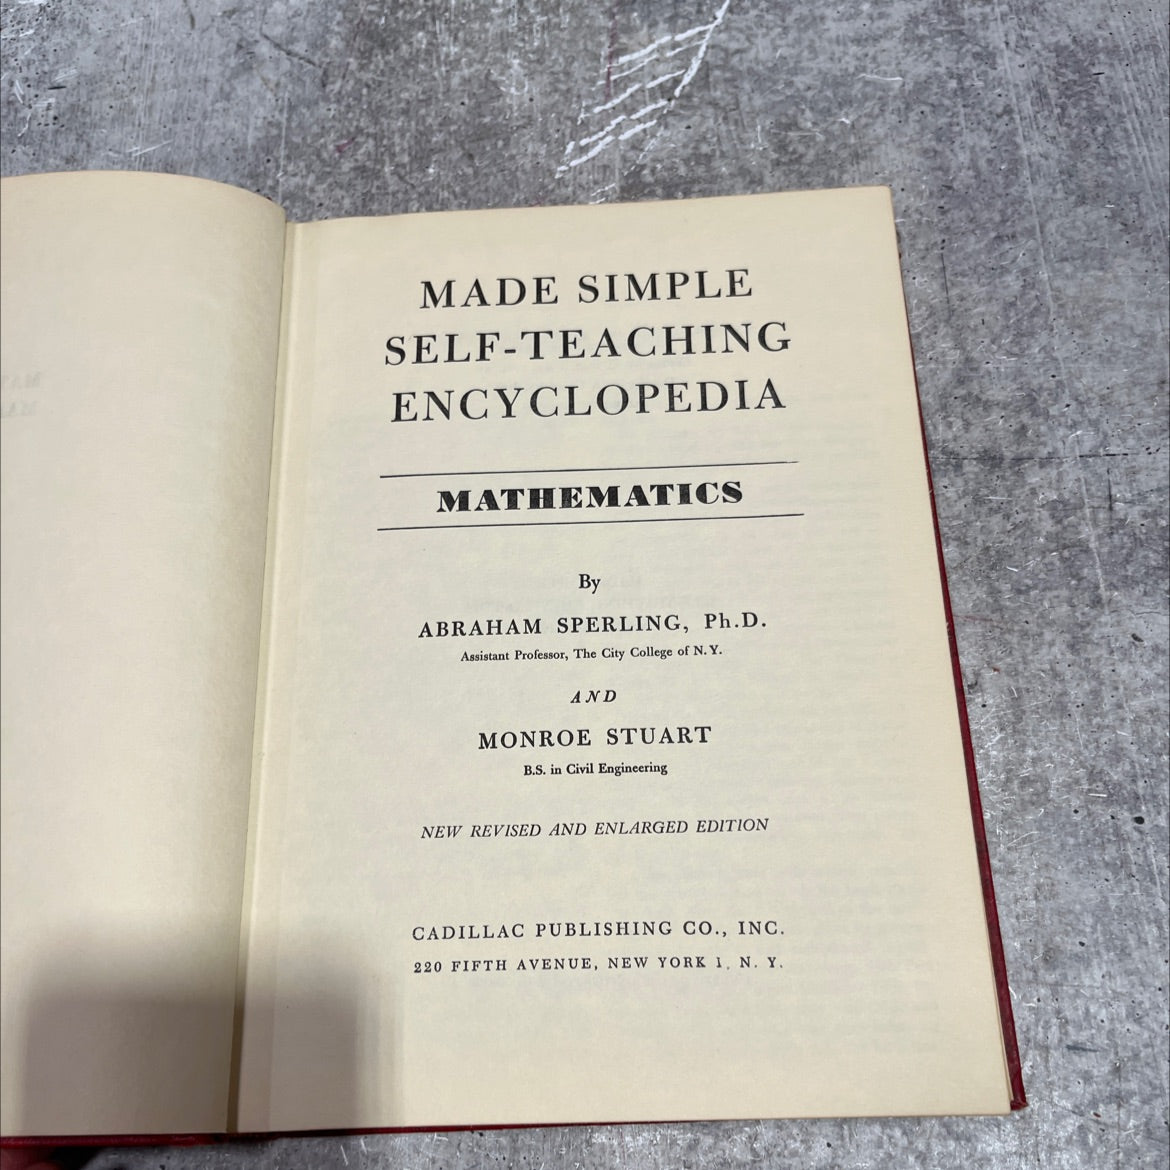 MADE SIMPLE
SELF-TEACHING
ENCYCLOPEDIA
MATHEMATICS
By
ABRAHAM SPERLING, Ph.D.
Assistant Professor, The City College of N.Y.
AND
MONROE STUART
B.S. in Civil Engineering
NEW REVISED AND ENLARGED EDITION
CADILLAC PUBLISHING CO., INC.
220 FIFTH AVENUE, NEW YORK 1, N. Y.